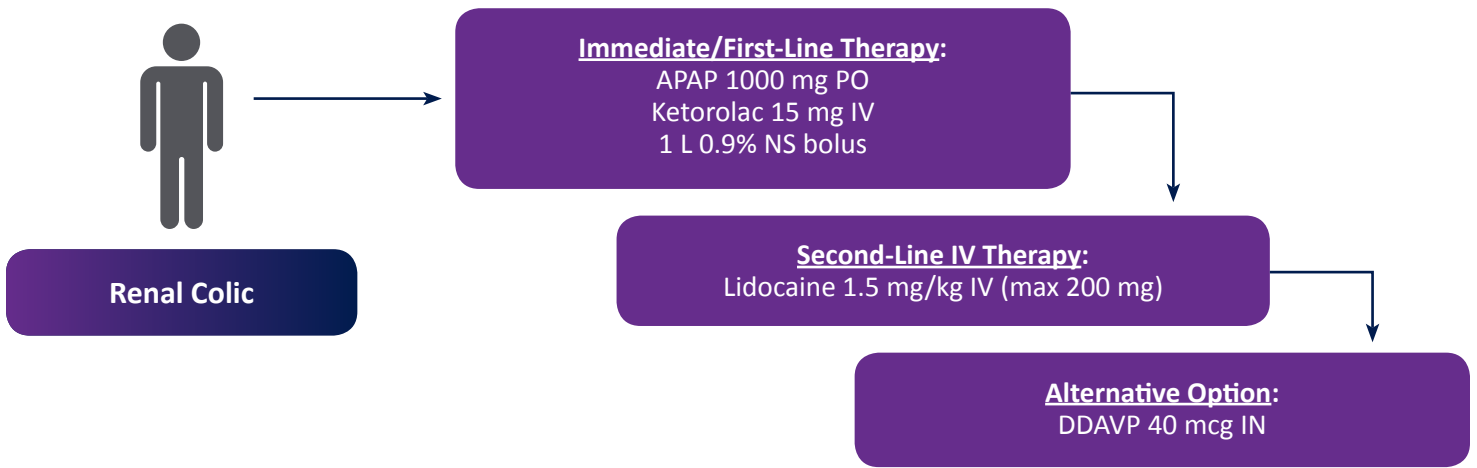 Renal Colic
Immediate/First-Line Therapy:
APAP 1000 mg PO
Ketorolac 15 mg IV
1 L 0.9% NS bolus
Second-Line IV Therapy:
Lidocaine 1.5 mg/kg IV (max 200 mg)
Alternative Option:
DDAVP 40 mcg IN